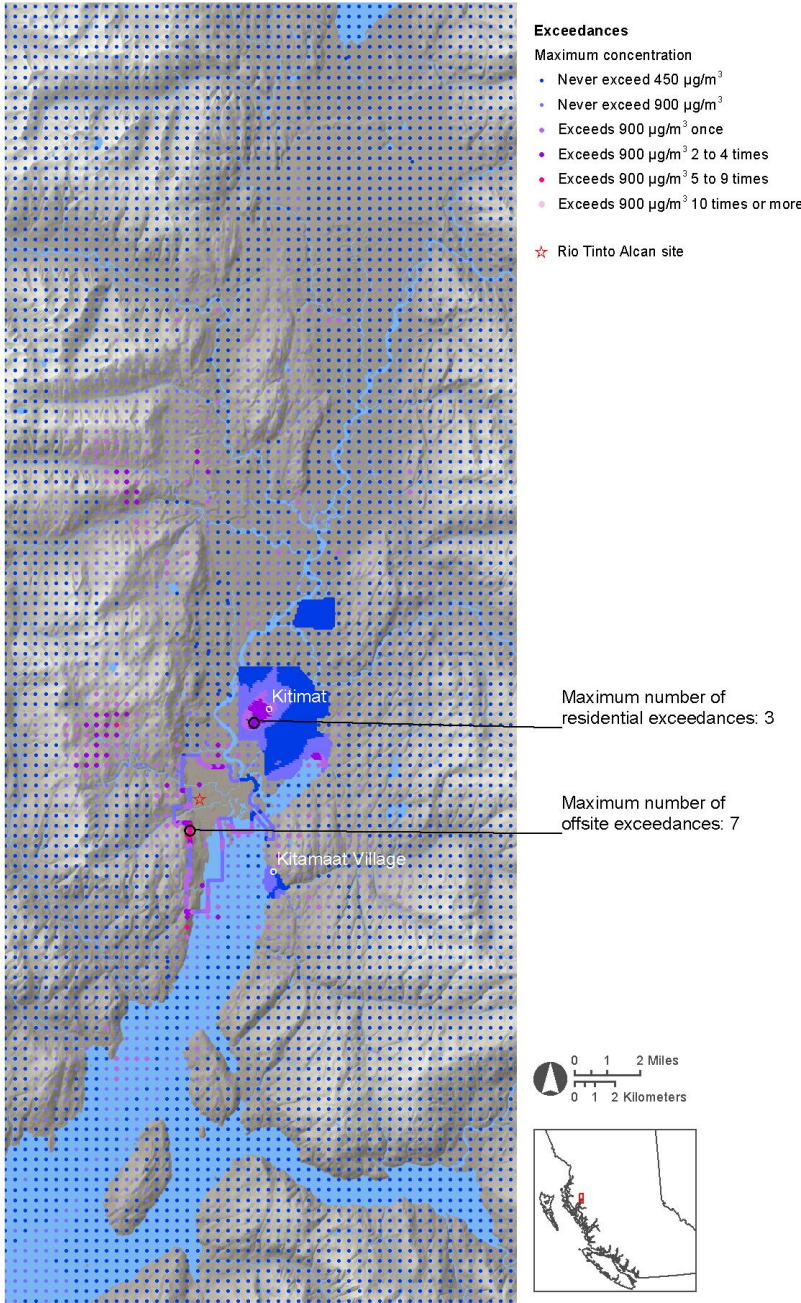 Exceedances
Maximum concentration
Never exceed 450 µg/m³
Never exceed 900 µg/m³
Exceeds 900 µg/m³ once
Exceeds 900 µg/m³ 2 to 4 times
Exceeds 900 µg/m³ 5 to 9 times
Exceeds 900 µg/m³ 10 times or more
Rio Tinto Alcan site
Kitimat
Maximum number of
residential exceedances: 3
Maximum number of
offsite exceedances: 7
Kitamaat Village
0 1 2 Miles
0 1 2 Kilometers